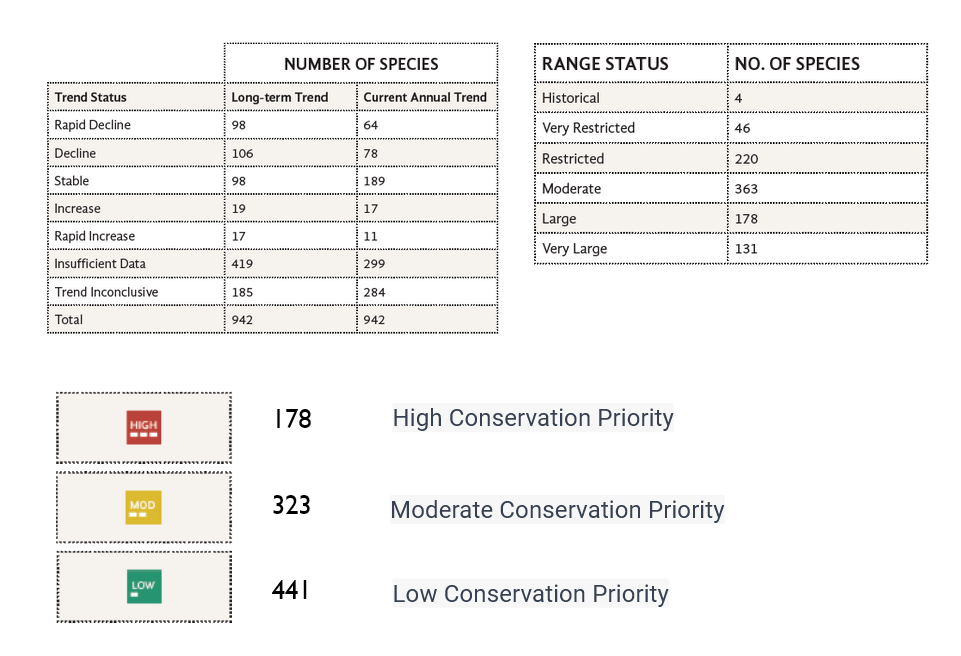 NUMBER OF SPECIES
Trend Status Long-term Trend Current Annual Trend
Rapid Decline 98 64
Decline 106 78
Stable 98 189
Increase 19 17
Rapid Increase 17 11
Insufficient Data 419 299
Trend Inconclusive 185 284
Total 942 942
RANGE STATUS NO. OF SPECIES
Historical 4
Very Restricted 46
Restricted 220
Moderate 363
Large 178
Very Large 131
HIGH 178 High Conservation Priority
MOD 323 Moderate Conservation Priority
LOW 441 Low Conservation Priority